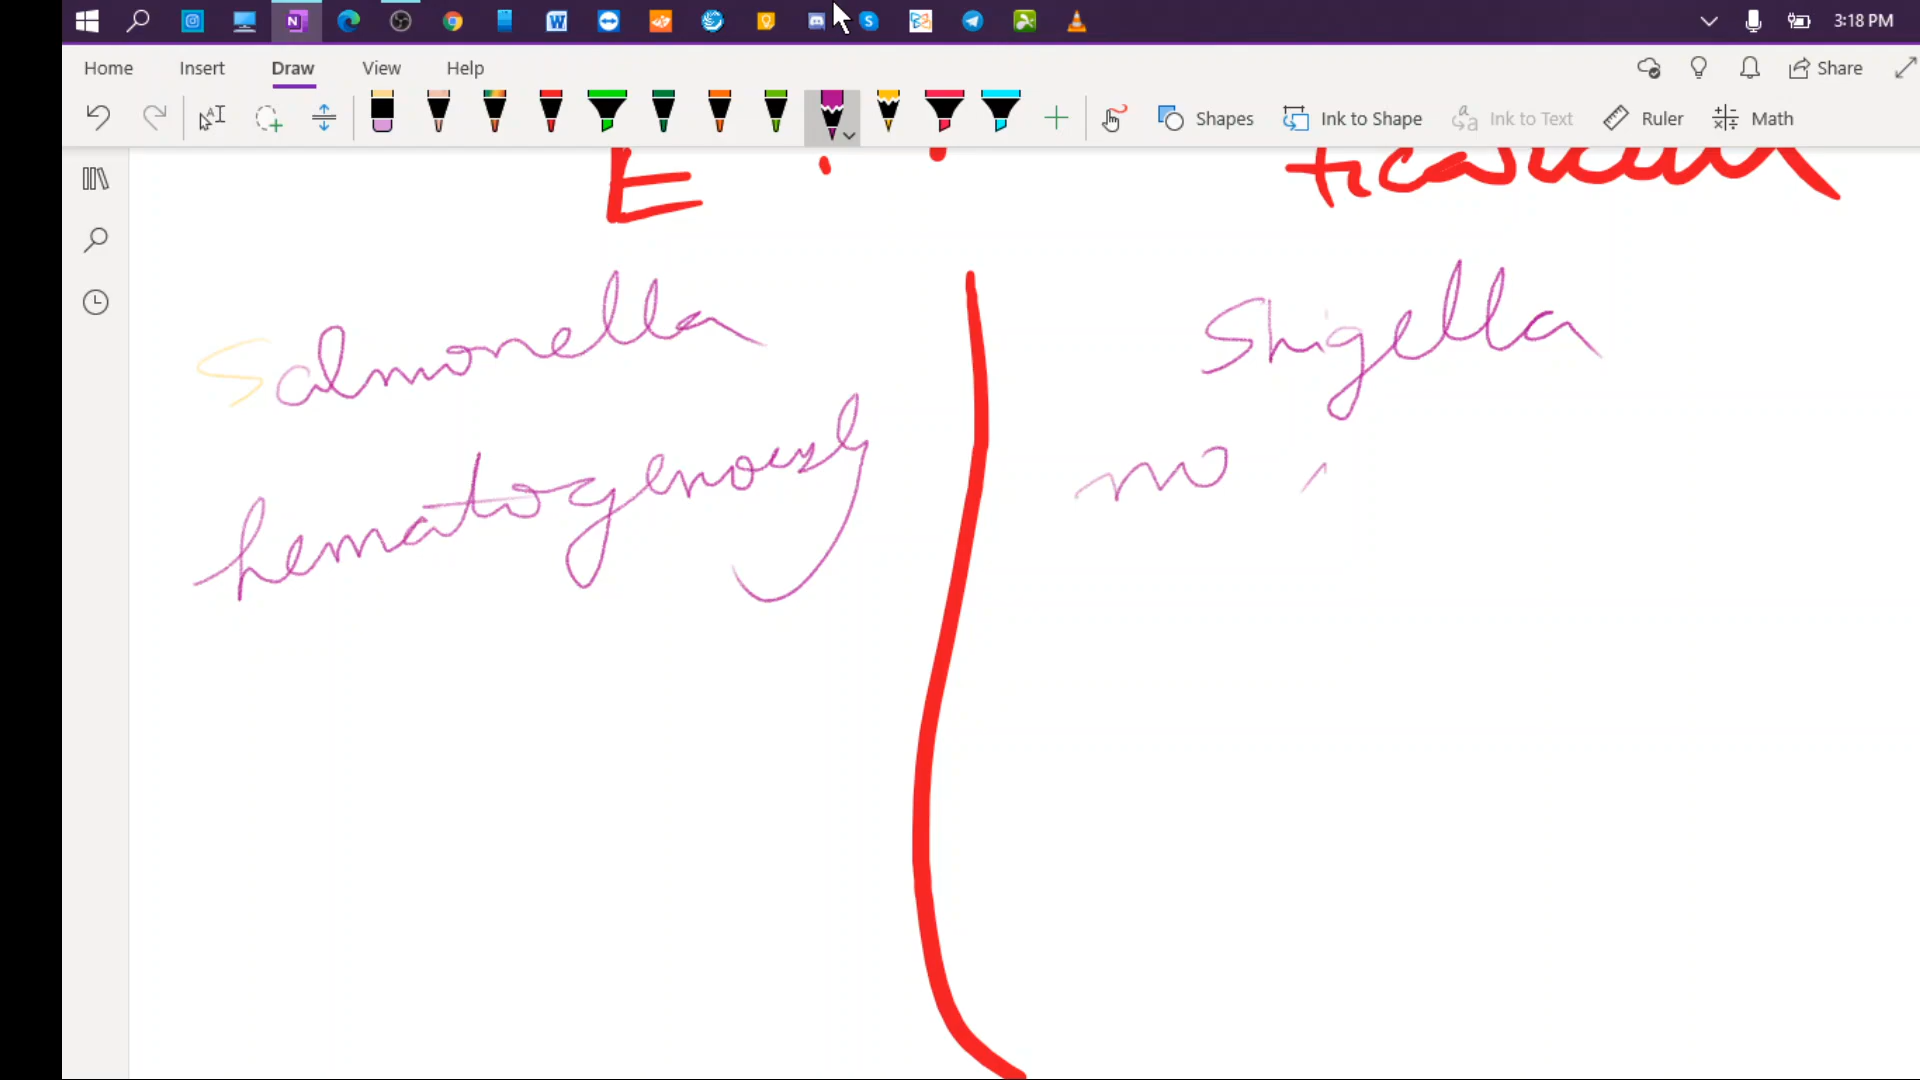 3:18 PM
Home Insert Draw View Help Share
Shapes Ink to Shape Ink to Text Ruler Math
E
Salmonella
hematogenously
Shigella
no